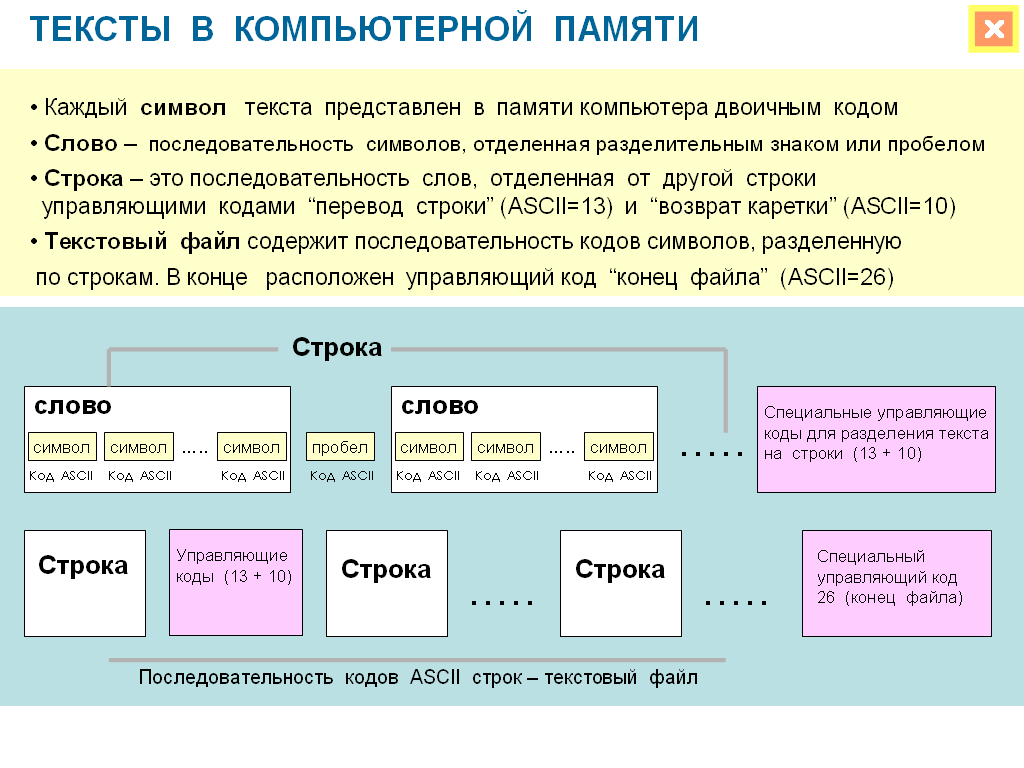 ТЕКСТЫ В КОМПЬЮТЕРНОЙ ПАМЯТИ
• Каждый символ текста представлен в памяти компьютера двоичным кодом
• Слово – последовательность символов, отделенная разделительным знаком или пробелом
• Строка – это последовательность слов, отделенная от другой строки
управляющими кодами “перевод строки” (ASCII=13) и “возврат каретки” (ASCII=10)
• Текстовый файл содержит последовательность кодов символов, разделенную
по строкам. В конце расположен управляющий код “конец файла” (ASCII=26)
Строка
слово
символ символ ..... символ
Код ASCII Код ASCII Код ASCII
пробел
Код ASCII
слово
символ символ ..... символ
Код ASCII Код ASCII Код ASCII
.....
Специальные управляющие
коды для разделения текста
на строки (13 + 10)
Строка
Управляющие
коды (13 + 10)
Строка
.....
Строка
.....
Специальный
управляющий код
26 (конец файла)
Последовательность кодов ASCII строк – текстовый файл